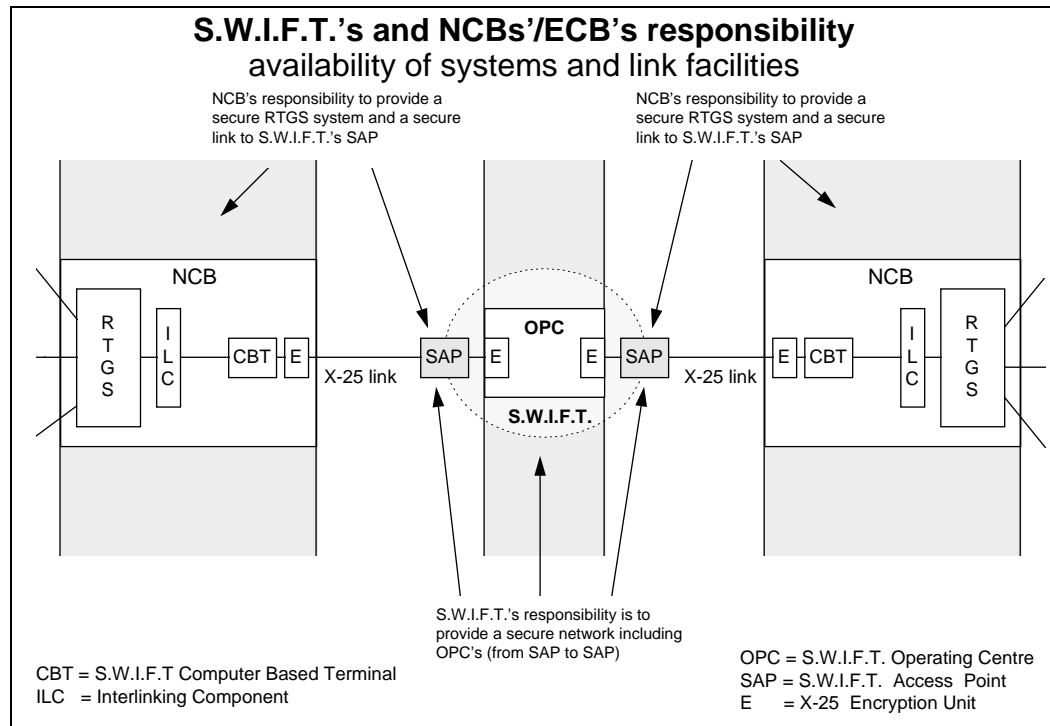 S.W.I.F.T.'s and NCBs'/ECB's responsibility
availability of systems and link facilities
NCB's responsibility to provide a
secure RTGS system and a secure
link to S.W.I.F.T.'s SAP
NCB's responsibility to provide a
secure RTGS system and a secure
link to S.W.I.F.T.'s SAP
NCB
R
T
G
S
I
L
C
CBT
E
X-25 link
SAP
E
OPC
E
SAP
S.W.I.F.T.
X-25 link
NCB
E
CBT
I
L
C
R
T
G
S
S.W.I.F.T.'s responsibility is to
provide a secure network including
OPC's (from SAP to SAP)
CBT = S.W.I.F.T Computer Based Terminal
ILC = Interlinking Component
OPC = S.W.I.F.T. Operating Centre
SAP = S.W.I.F.T. Access Point
E = X-25 Encryption Unit